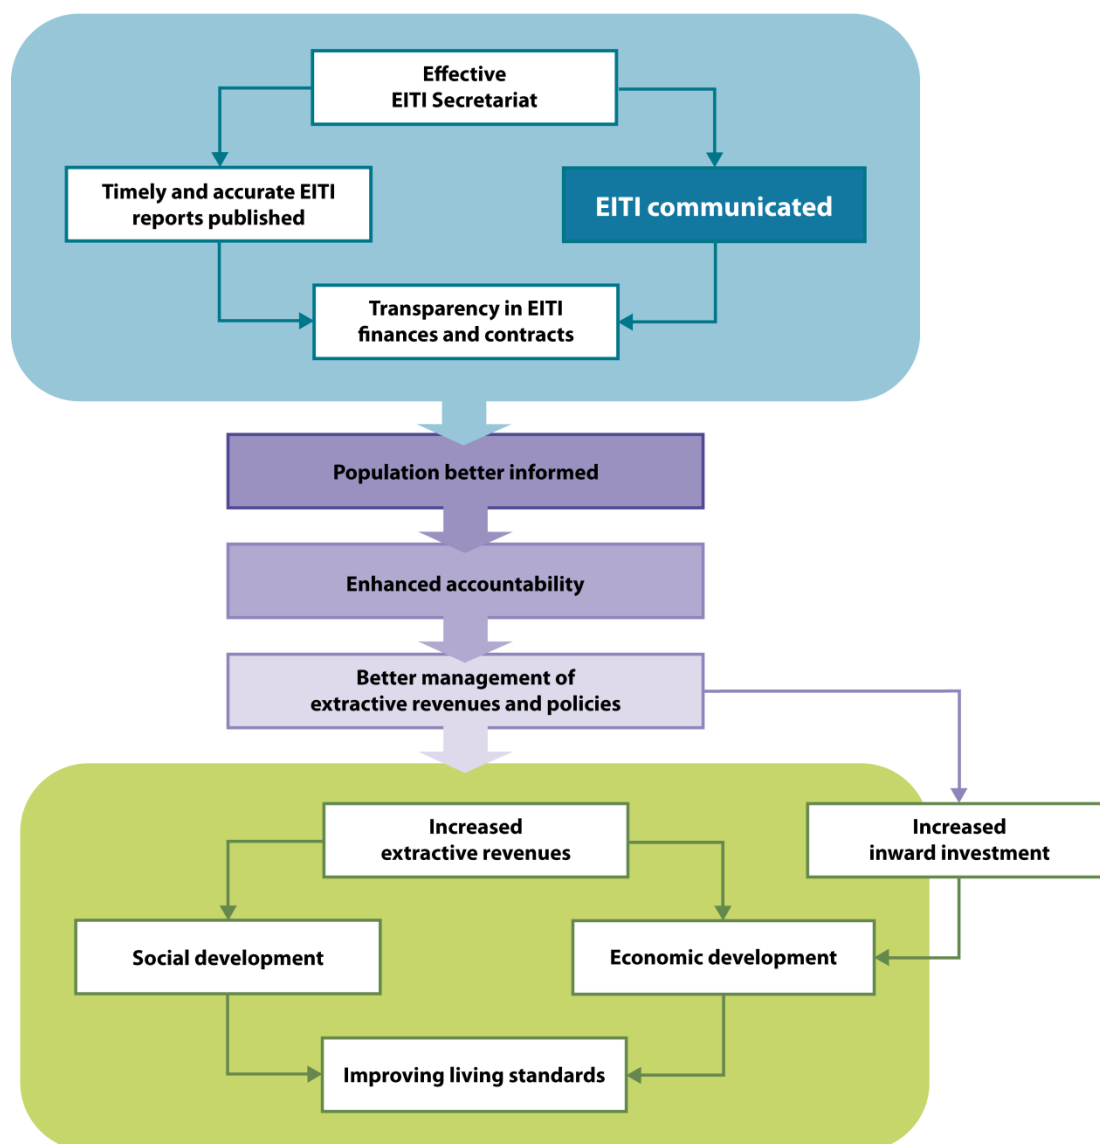 Effective
EITI Secretariat
Timely and accurate EITI
reports published
EITI communicated
Transparency in EITI
finances and contracts
Population better informed
Enhanced accountability
Better management of
extractive revenues and policies
Increased
extractive revenues
Increased
inward investment
Social development
Economic development
Improving living standards